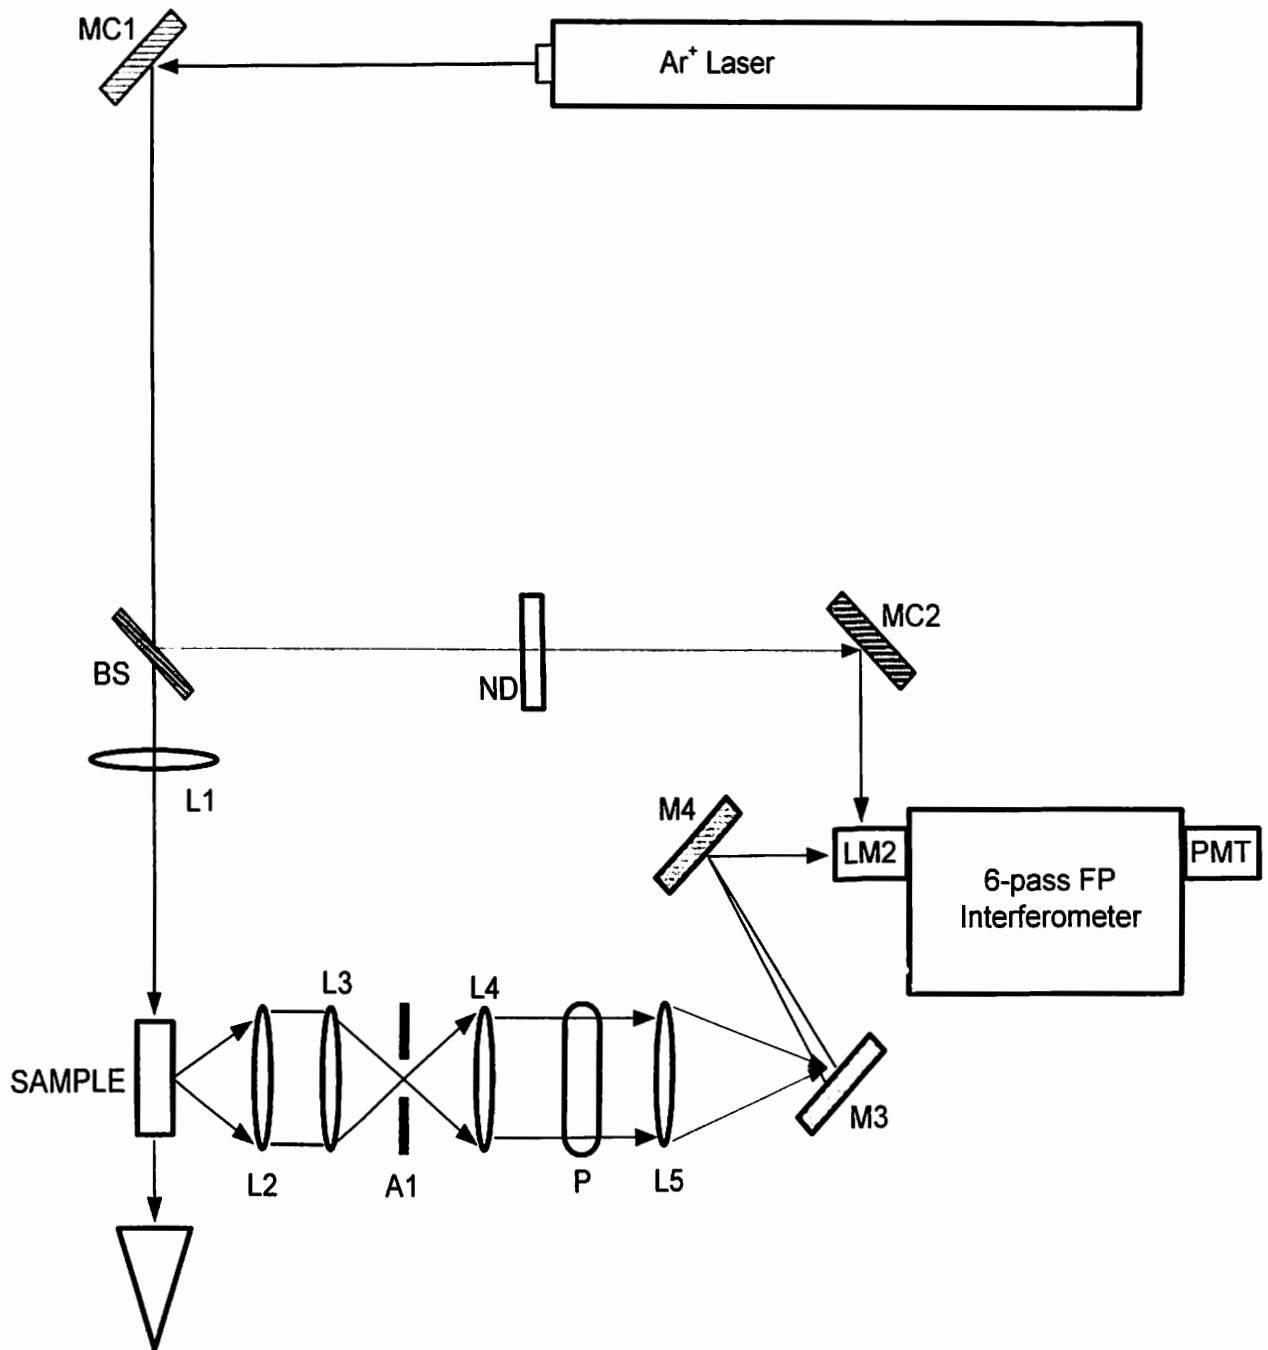 MC1
Ar+ Laser
MC2
BS
ND
L1
M4
LM2
PMT
6-pass FP
Interferometer
L3
L4
SAMPLE
M3
L2
A1
P
L5